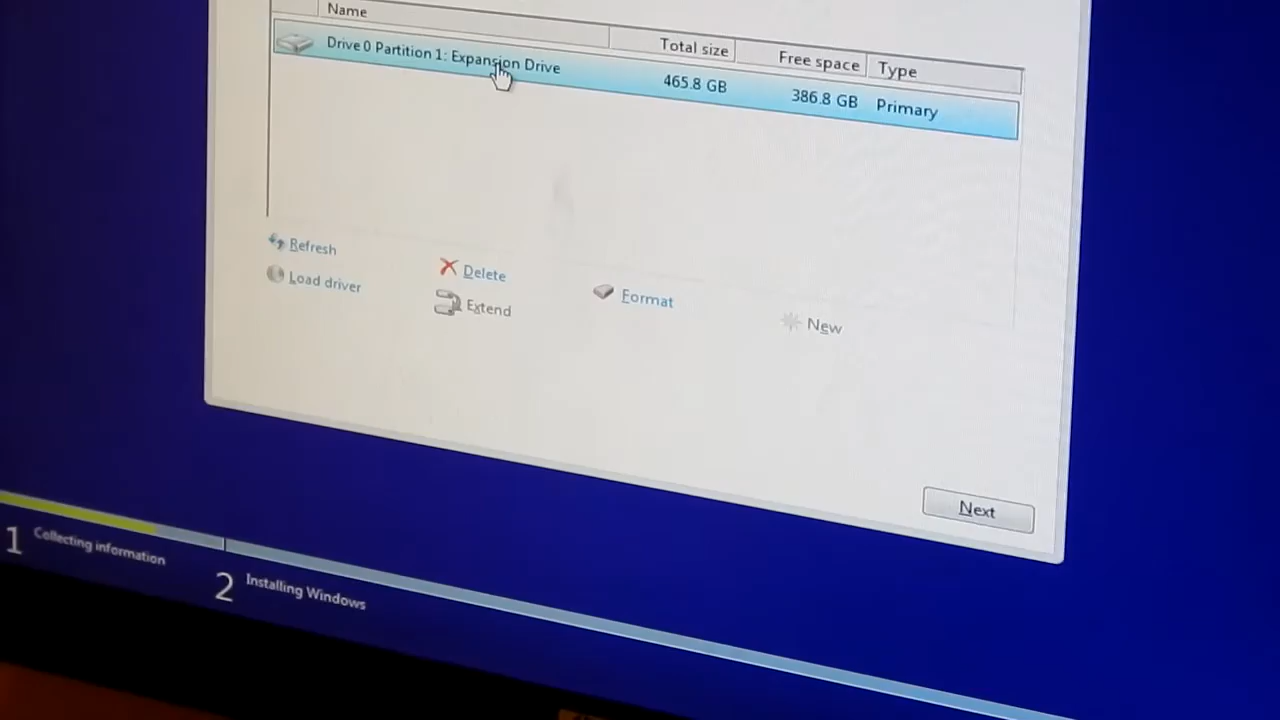 Name
Total size
Free space
Type
Drive 0 Partition 1: Expansion Drive
465.8 GB
386.8 GB
Primary
Refresh
Delete
Format
New
Load driver
Extend
Next
1 Collecting information
2 Installing Windows